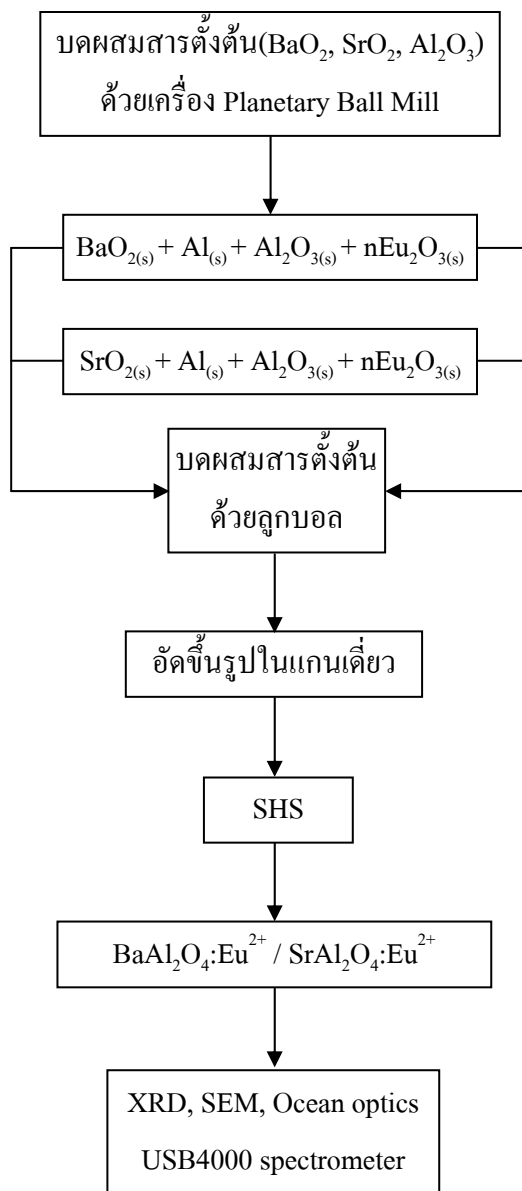 บดผสมสารตั้งต้น(BaO₂, SrO₂, Al₂O₃)
ด้วยเครื่อง Planetary Ball Mill
BaO₂₍ₛ₎ + Al₍ₛ₎ + Al₂O₃₍ₛ₎ + nEu₂O₃₍ₛ₎
SrO₂₍ₛ₎ + Al₍ₛ₎ + Al₂O₃₍ₛ₎ + nEu₂O₃₍ₛ₎
บดผสมสารตั้งต้น
ด้วยลูกบอล
อัดขึ้นรูปในแกนเดี่ยว
SHS
BaAl₂O₄:Eu²⁺ / SrAl₂O₄:Eu²⁺
XRD, SEM, Ocean optics
USB4000 spectrometer